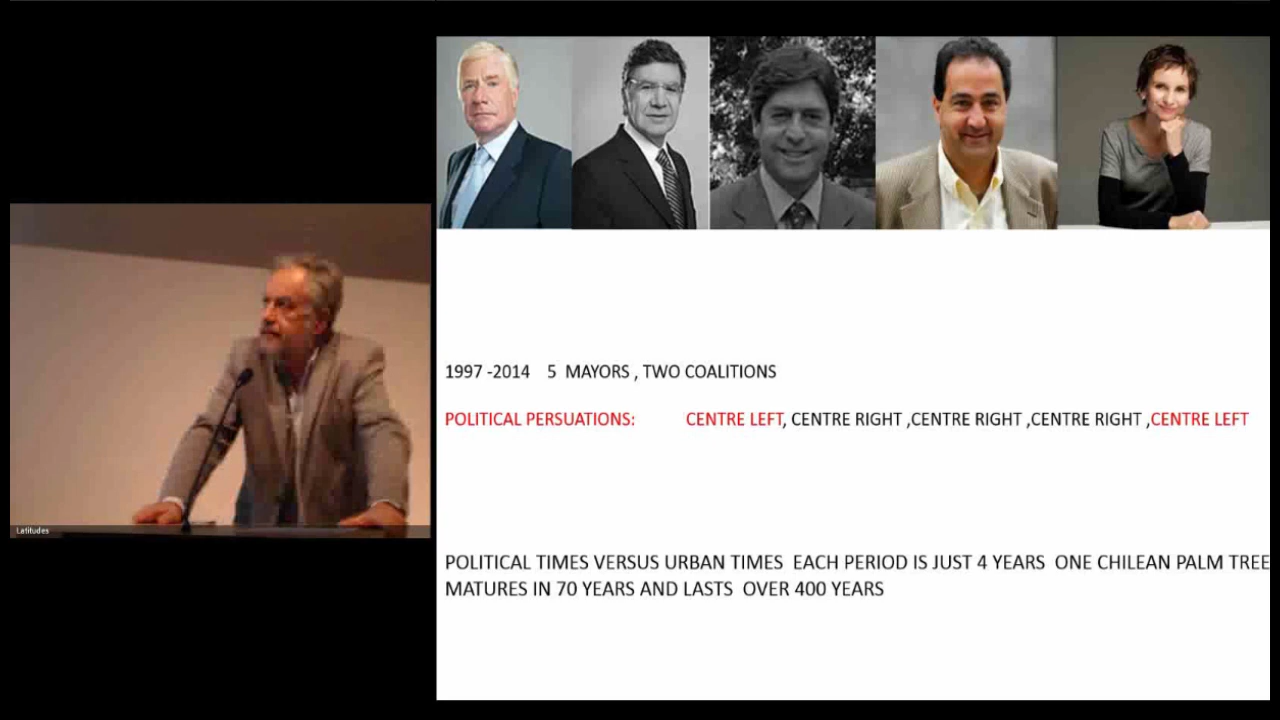 1997 -2014 5 MAYORS , TWO COALITIONS
POLITICAL PERSUATIONS: CENTRE LEFT, CENTRE RIGHT ,CENTRE RIGHT ,CENTRE RIGHT ,CENTRE LEFT
POLITICAL TIMES VERSUS URBAN TIMES EACH PERIOD IS JUST 4 YEARS ONE CHILEAN PALM TREE
MATURES IN 70 YEARS AND LASTS OVER 400 YEARS
Latitudes